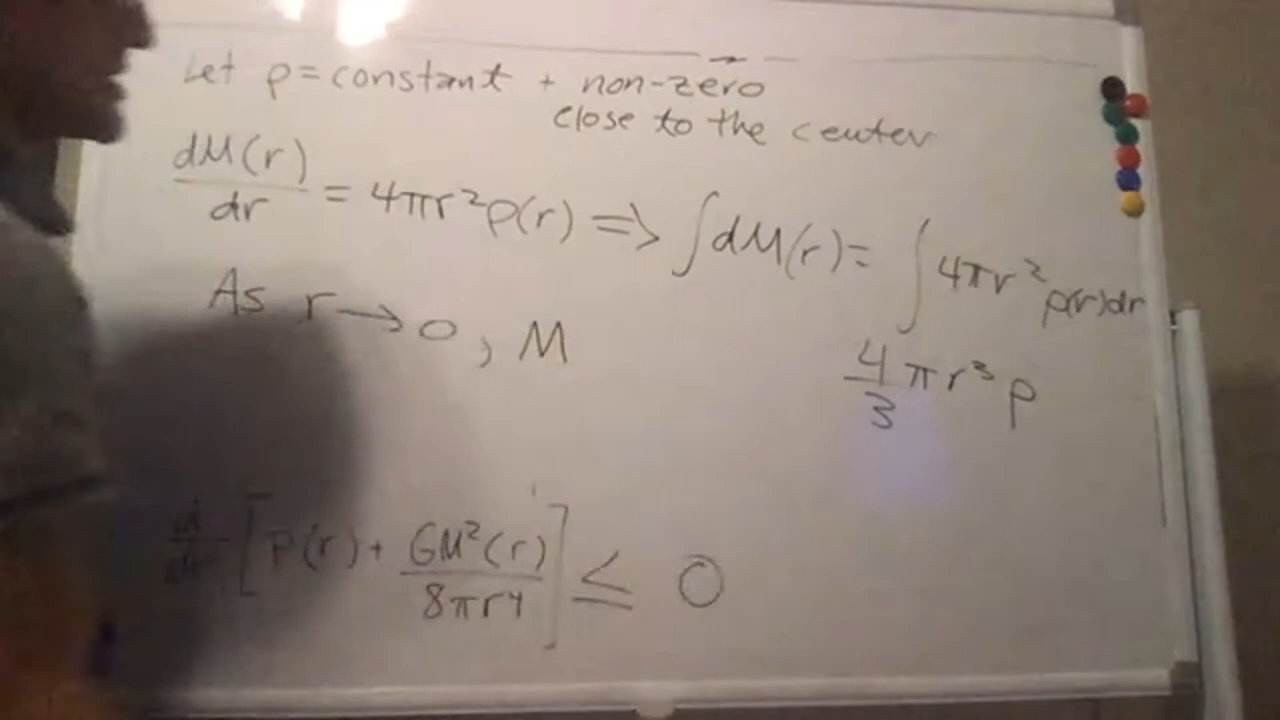 Let ρ = constant + non-zero
close to the center
dM(r)/dr = 4πr²ρ(r) => ∫dM(r) = ∫4πr²ρ(r)dr
As r → 0, M
4/3 πr³ρ
d/dr [P(r) + GM²(r)/8πr⁴] ≤ 0